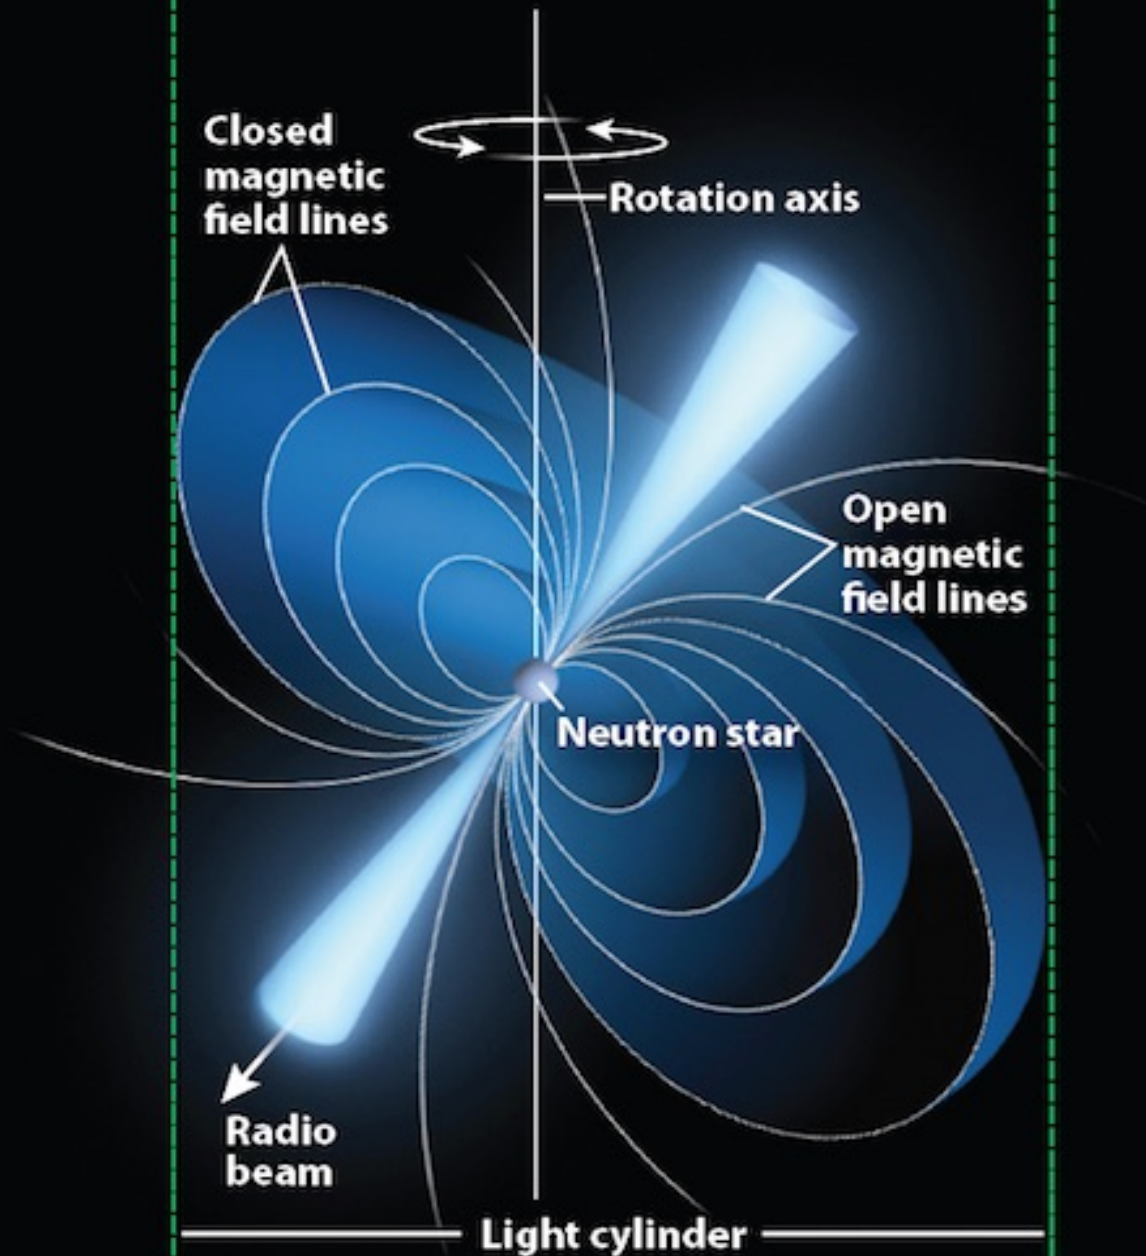 Closed
magnetic
field lines
Rotation axis
Open
magnetic
field lines
Neutron star
Radio
beam
Light cylinder